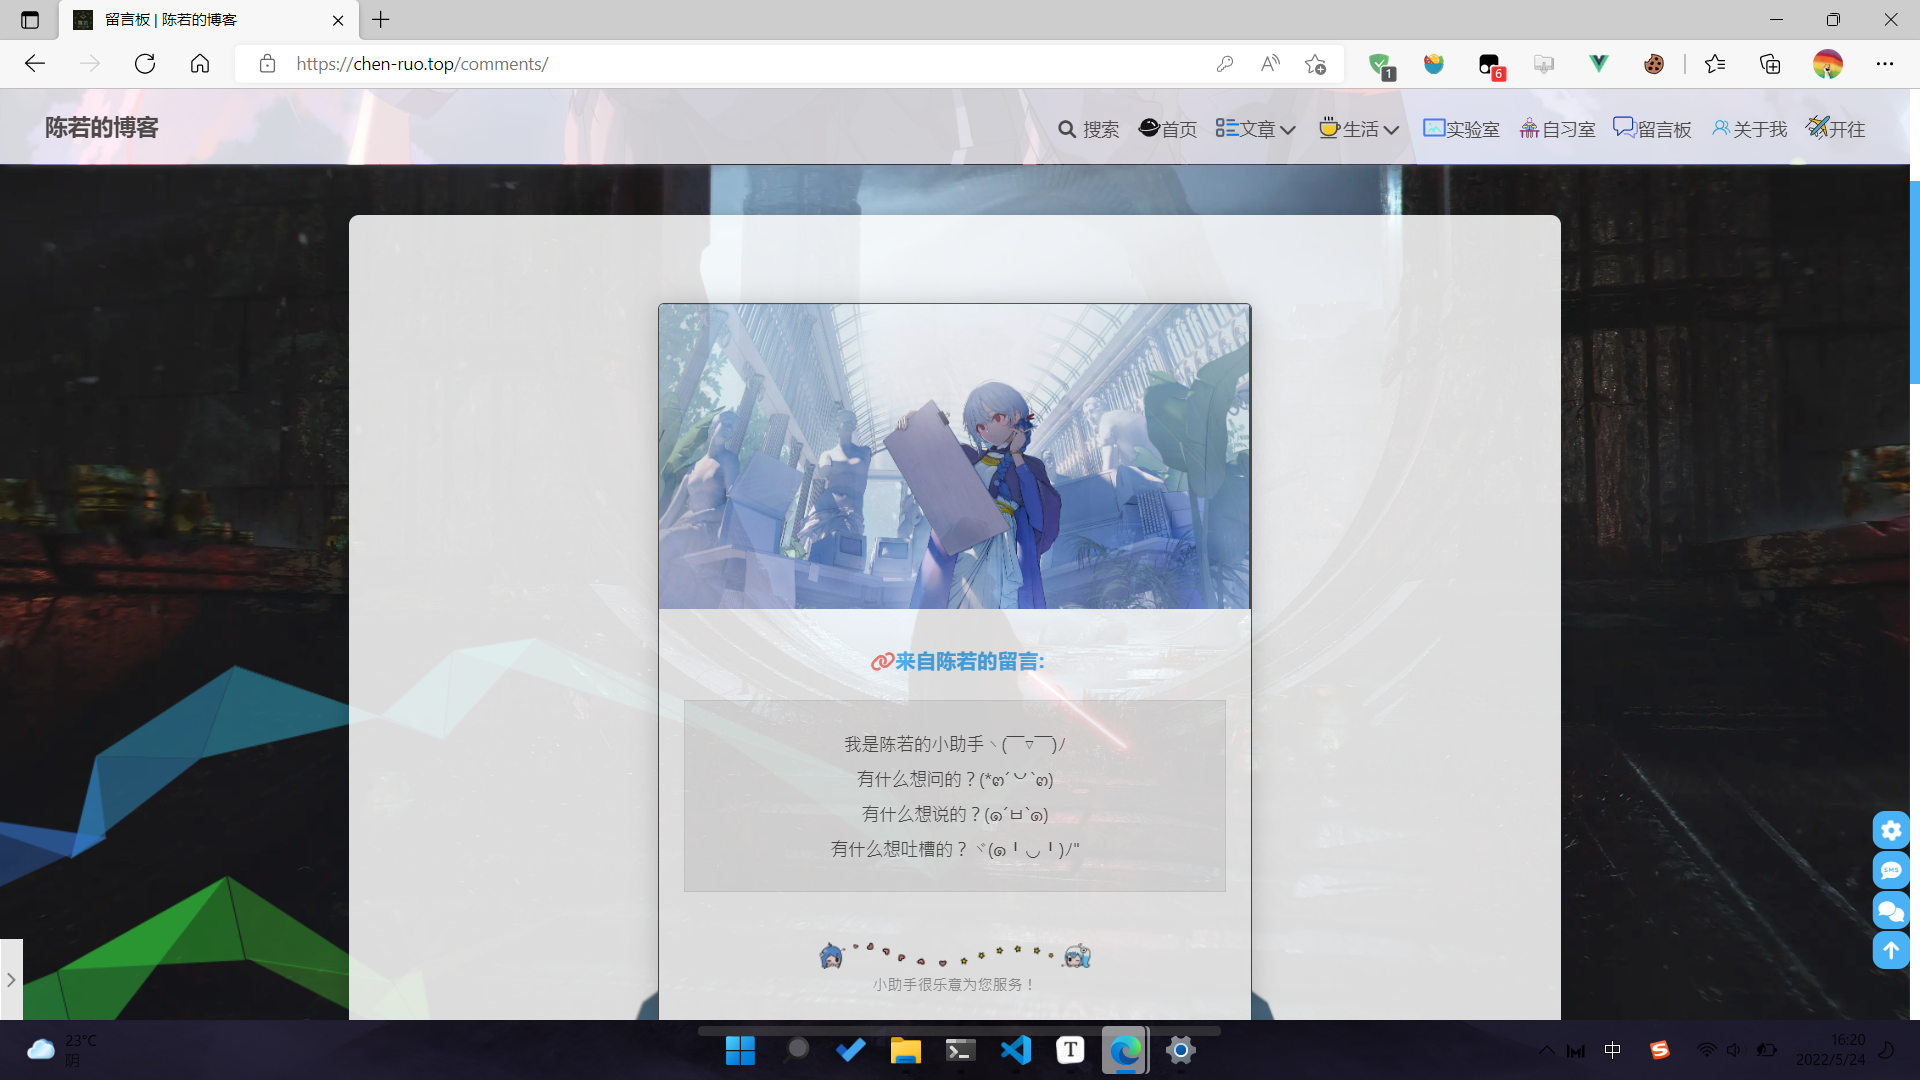 留言板 | 陈若的博客
https://chen-ruo.top/comments/
1
6
陈若的博客
搜索 首页 文章 生活 实验室 自习室 留言板 关于我 开往
来自陈若的留言:
我是陈若的小助手ヽ(￣▽￣)ﾉ
有什么想问的？(*๓´╰╯`๓)
有什么想说的？(๑´ㅂ`๑)
有什么想吐槽的？ヾ(๑╹◡╹)ﾉ"
小助手很乐意为您服务！
SMS
23°C
阴
T
中
S
16:20
2022/5/24